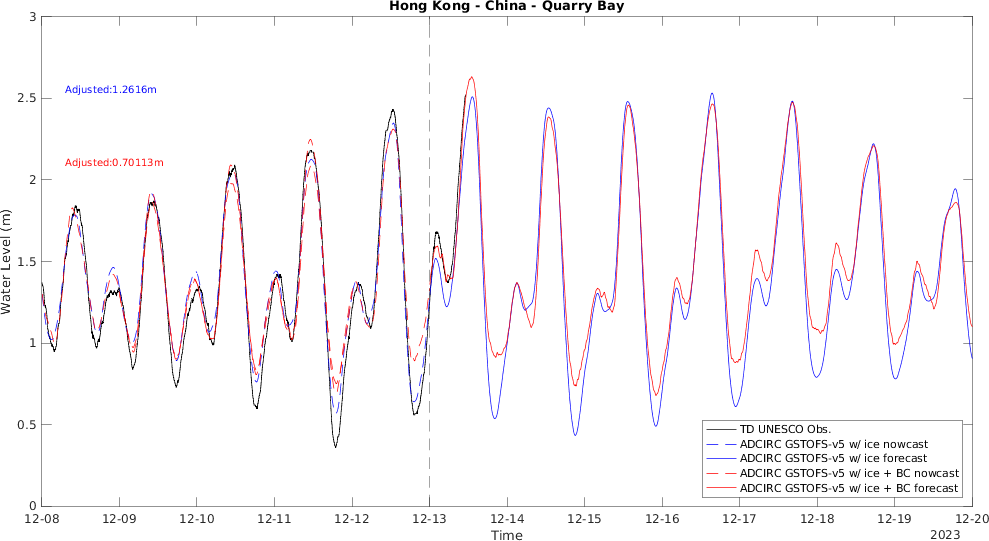 Hong Kong - China - Quarry Bay
Adjusted:1.2616m
Adjusted:0.70113m
Water Level (m)
3
2.5
2
1.5
1
0.5
0
TD UNESCO Obs.
ADCIRC GSTOFS-v5 w/ ice nowcast
ADCIRC GSTOFS-v5 w/ ice forecast
ADCIRC GSTOFS-v5 w/ ice + BC nowcast
ADCIRC GSTOFS-v5 w/ ice + BC forecast
12-08 12-09 12-10 12-11 12-12 12-13 12-14 12-15 12-16 12-17 12-18 12-19 12-20
Time
2023